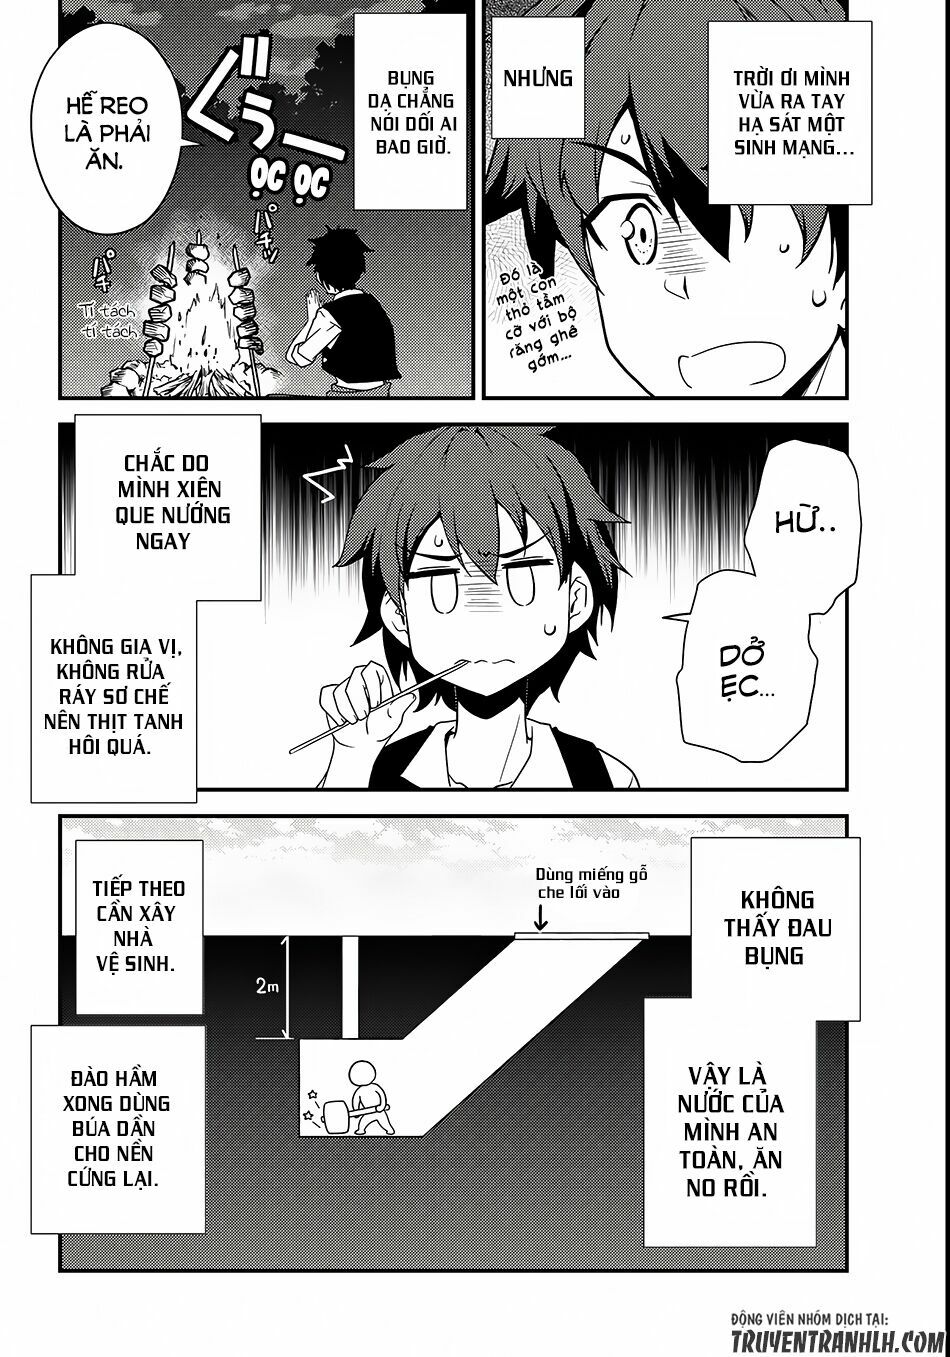 TRỜI ƠI MÌNH
VỪA RA TAY
HẠ SÁT MỘT
SINH MẠNG...
NHƯNG
Đó là
một con
thỏ tầm
cỡ với bộ
răng ghê
gớm...
BỤNG
DẠ CHẲNG
NÓI DỐI AI
BAO GIỜ.
ぐぅー
ỌC ỌC
HỄ REO
LÀ PHẢI
ĂN.
パチッ
パチ
Tí tách
tí tách
HỪ..
DỞ
ẸC...
CHẮC DO
MÌNH XIÊN
QUE NƯỚNG
NGAY
KHÔNG GIA VỊ,
KHÔNG RỬA
RÁY SƠ CHẾ
NÊN THỊT TANH
HÔI QUÁ.
KHÔNG
THẤY ĐAU
BỤNG
VẬY LÀ
NƯỚC CỦA
MÌNH AN
TOÀN, ĂN
NO RỒI.
Dùng miếng gỗ
che lối vào
2m
TIẾP THEO
CẦN XÂY
NHÀ
VỆ SINH.
ĐÀO HẦM
XONG DÙNG
BÚA DẦN
CHO NỀN
CỨNG LẠI.
ĐỘNG VIÊN NHÓM DỊCH TẠI:
TRUYENTRANHLH.COM